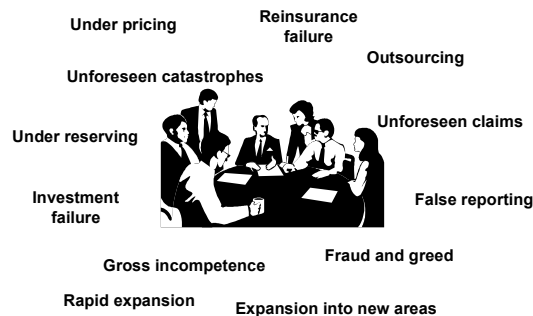 Under pricing
Reinsurance
failure
Outsourcing
Unforeseen catastrophes
Unforeseen claims
Under reserving
Investment
failure
False reporting
Fraud and greed
Gross incompetence
Rapid expansion
Expansion into new areas